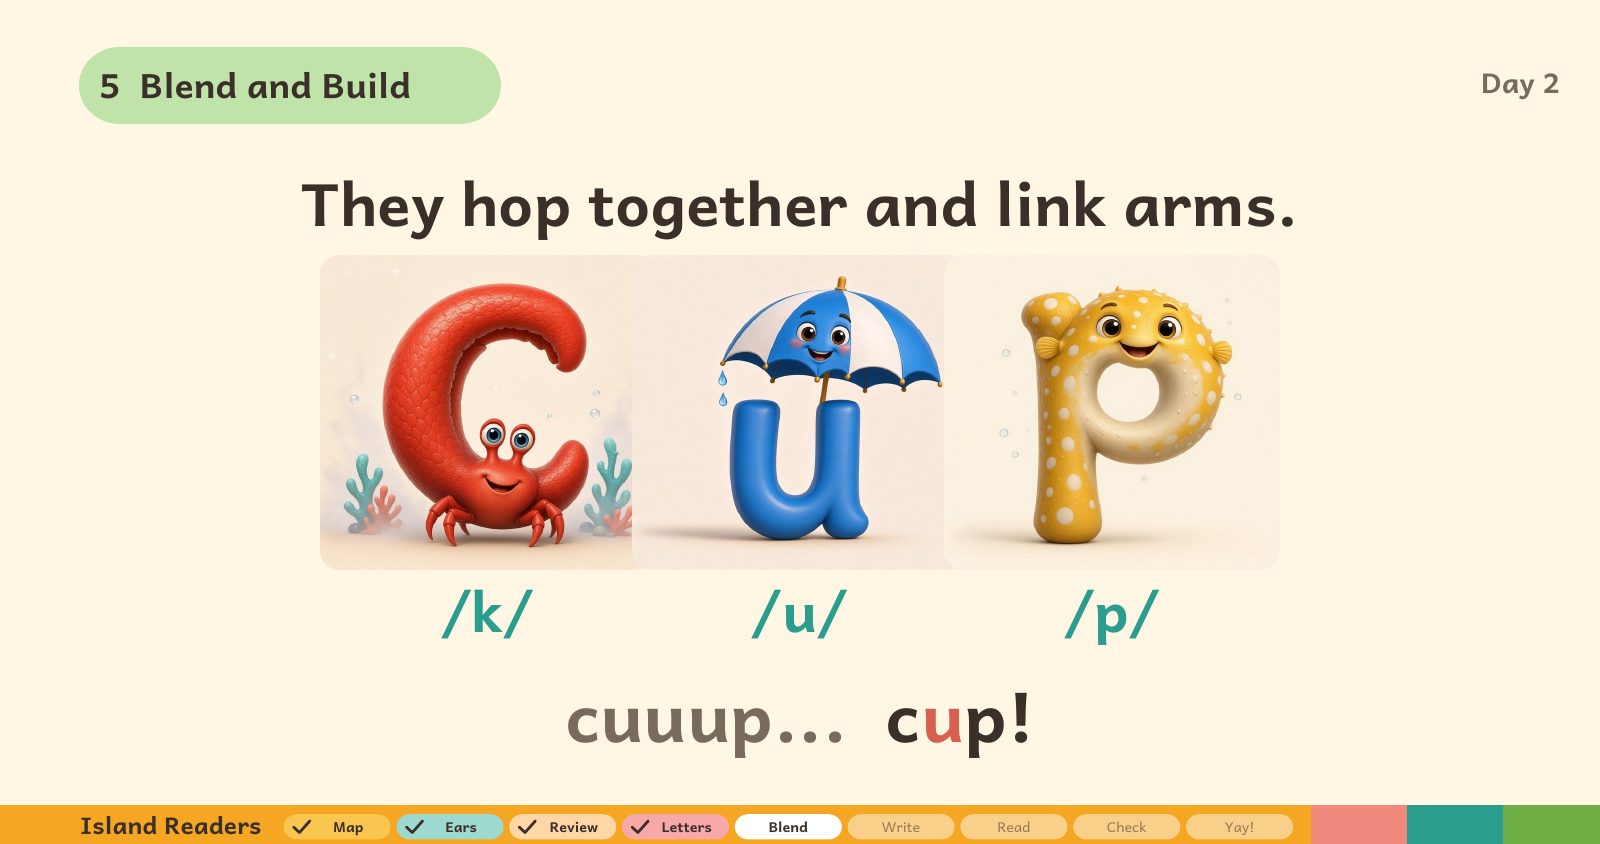 5 Blend and Build
Day 2
They hop together and link arms.
c u p
/k/ /u/ /p/
cuuup... cup!
Island Readers Map Ears Review Letters Blend Write Read Check Yay!